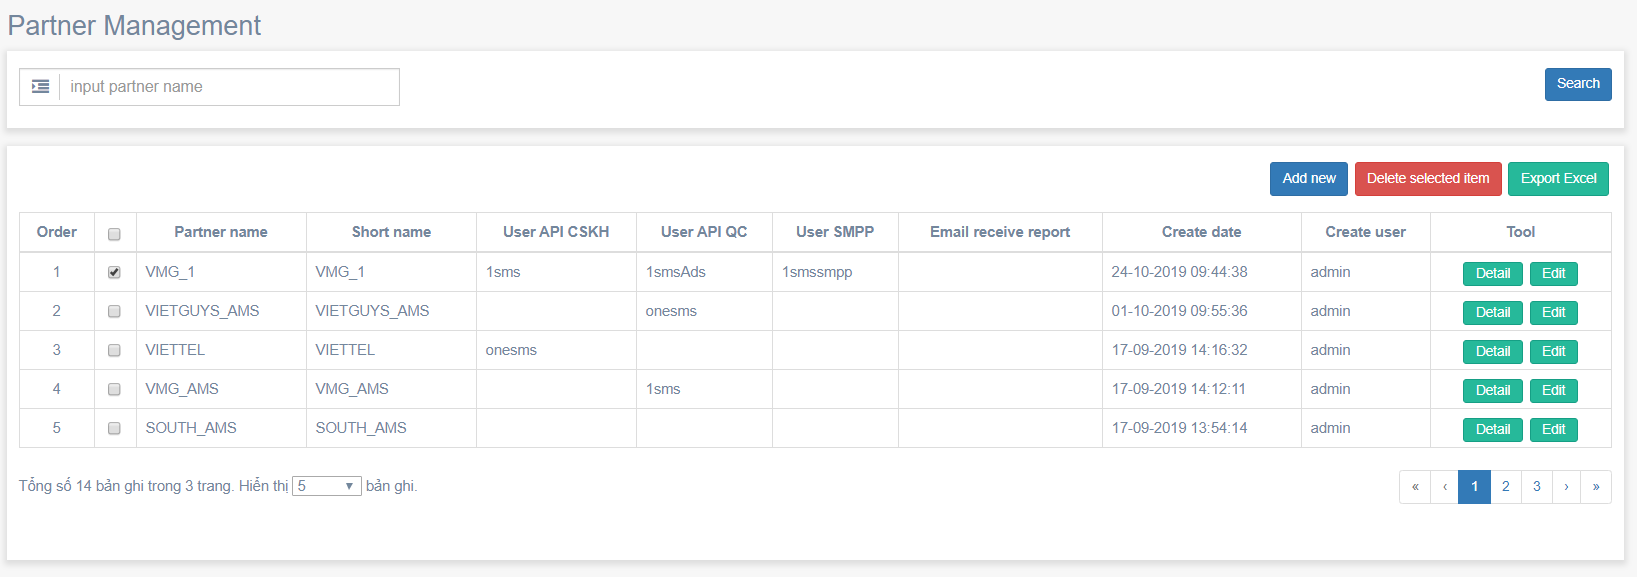 Partner Management
input partner name
Search
Add new Delete selected item Export Excel
Order Partner name Short name User API CSKH User API QC User SMPP Email receive report Create date Create user Tool
1 VMG_1 VMG_1 1sms 1smsAds 1smssmpp 24-10-2019 09:44:38 admin Detail Edit
2 VIETGUYS_AMS VIETGUYS_AMS onesms 01-10-2019 09:55:36 admin Detail Edit
3 VIETTEL VIETTEL onesms 17-09-2019 14:16:32 admin Detail Edit
4 VMG_AMS VMG_AMS 1sms 17-09-2019 14:12:11 admin Detail Edit
5 SOUTH_AMS SOUTH_AMS 17-09-2019 13:54:14 admin Detail Edit
Tổng số 14 bản ghi trong 3 trang. Hiển thị 5 bản ghi. « ‹ 1 2 3 › »